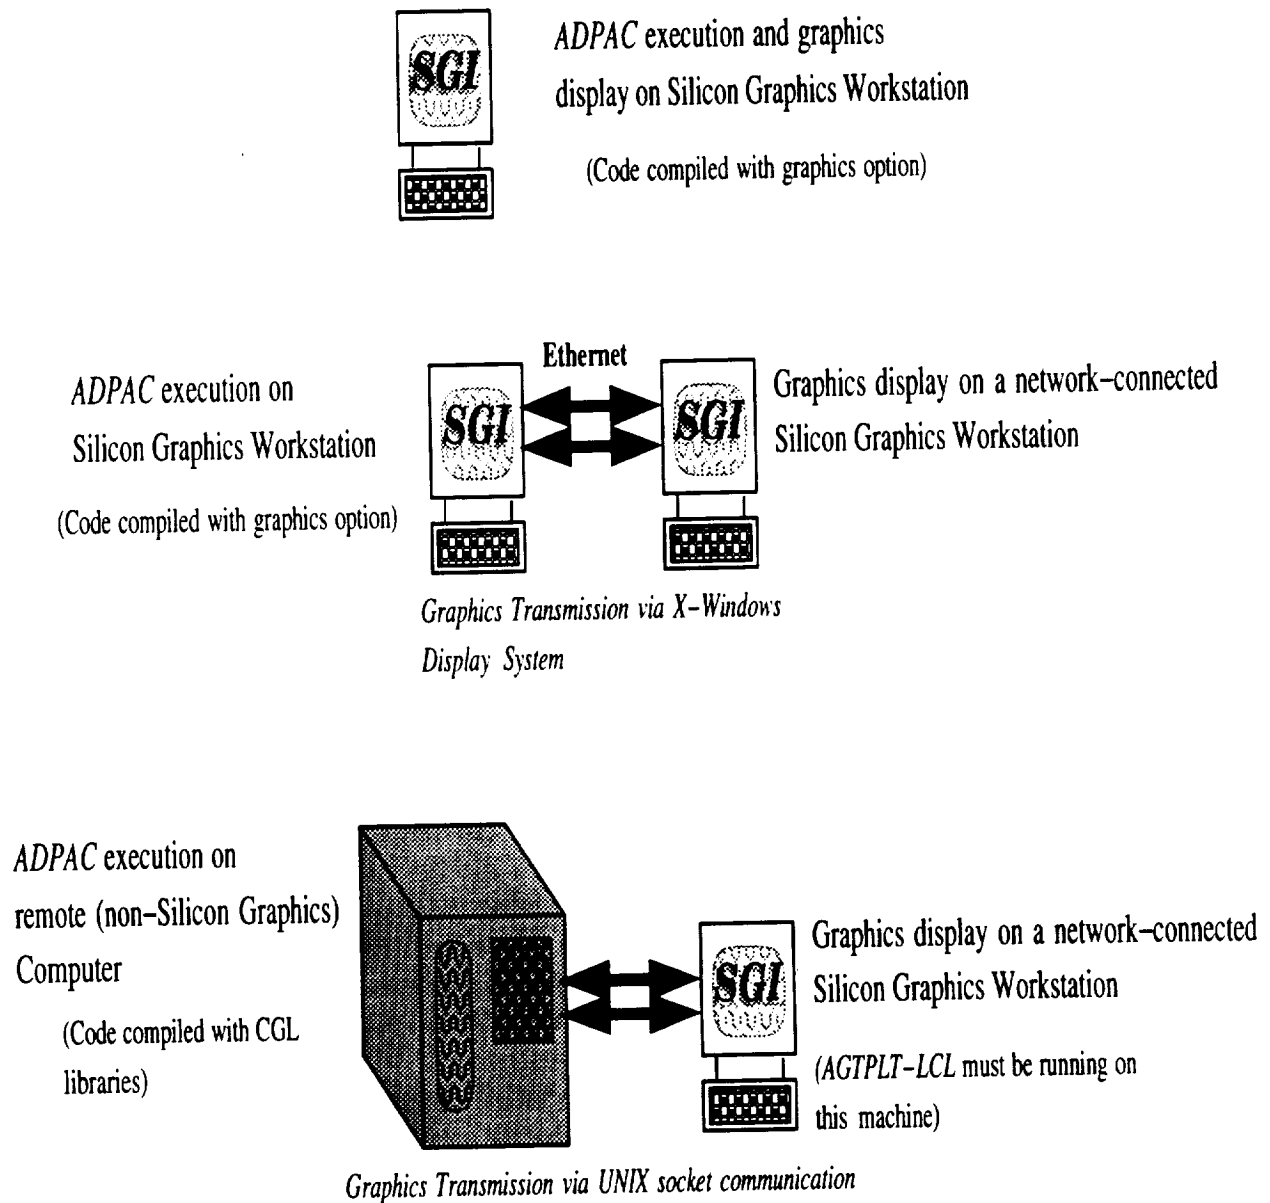 SGI
ADPAC execution and graphics
display on Silicon Graphics Workstation
(Code compiled with graphics option)
Ethernet
ADPAC execution on
Silicon Graphics Workstation
(Code compiled with graphics option)
SGI
SGI
Graphics display on a network-connected
Silicon Graphics Workstation
Graphics Transmission via X-Windows
Display System
ADPAC execution on
remote (non-Silicon Graphics)
Computer
(Code compiled with CGL
libraries)
SGI
Graphics display on a network-connected
Silicon Graphics Workstation
(AGTPLT-LCL must be running on
this machine)
Graphics Transmission via UNIX socket communication